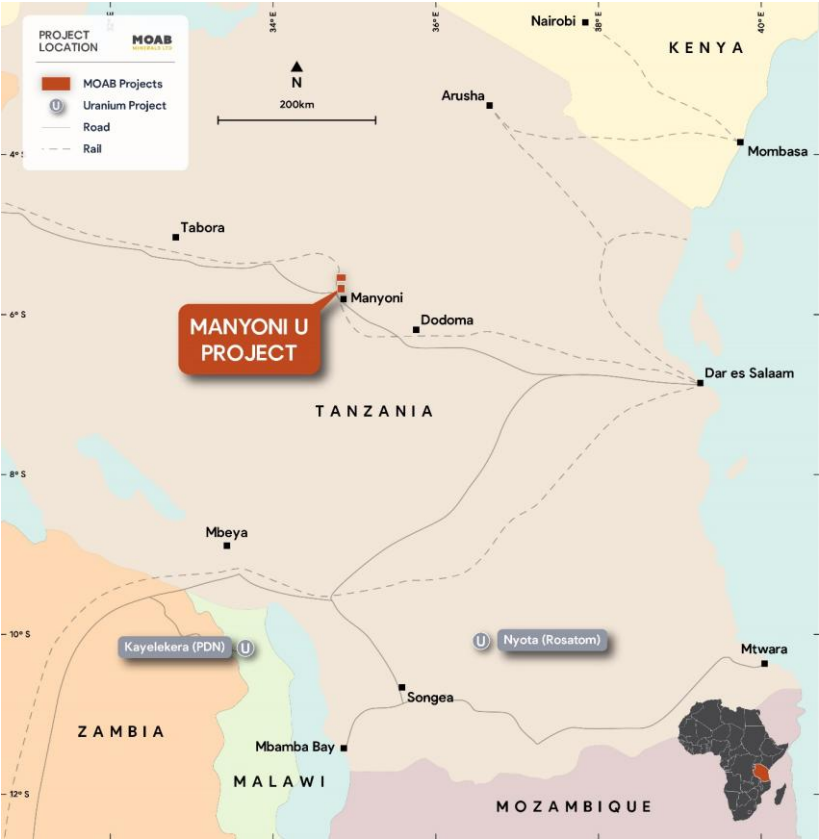 PROJECT
LOCATION
MOAB
MINERALS LTD
MOAB Projects
U Uranium Project
Road
Rail
34° E
36° E
38° E
40° E
N
200km
Nairobi
KENYA
Arusha
4° S
Mombasa
Tabora
Manyoni
6° S
MANYONI U
PROJECT
Dodoma
Dar es Salaam
TANZANIA
8° S
Mbeya
10° S
Kayelekera (PDN) U
U Nyota (Rosatom)
Mtwara
Songea
ZAMBIA
Mbamba Bay
MALAWI
12° S
MOZAMBIQUE